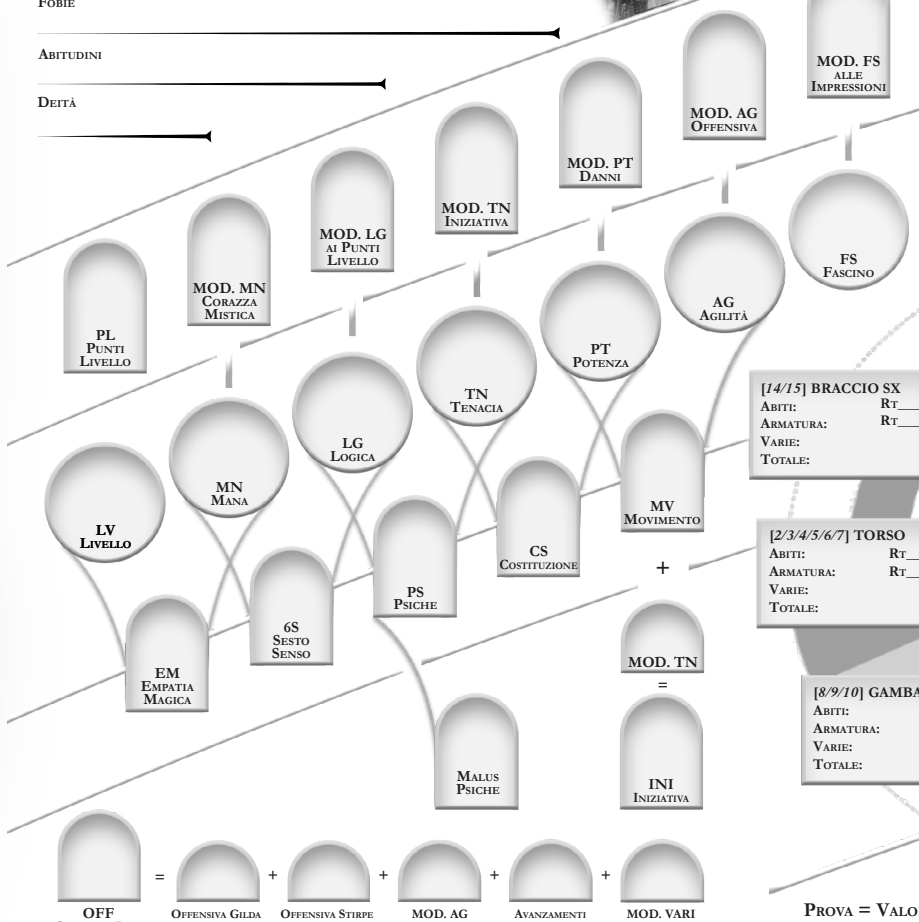 Fobie
Abitudini
Deità
MOD. FS
alle
Impressioni
MOD. AG
Offensiva
MOD. PT
Danni
MOD. TN
Iniziativa
MOD. LG
ai Punti
Livello
MOD. MN
Corazza
Mistica
PL
Punti
Livello
FS
Fascino
AG
Agilità
PT
Potenza
TN
Tenacia
LG
Logica
MN
Mana
LV
Livello
MV
Movimento
CS
Costituzione
PS
Psiche
6S
Sesto
Senso
EM
Empatia
Magica
Malus
Psiche
+
MOD. TN
=
INI
Iniziativa
[14/15] BRACCIO SX
Abiti: Rt__
Armatura: Rt__
Varie:
Totale:
[2/3/4/5/6/7] TORSO
Abiti: Rt__
Armatura: Rt__
Varie:
Totale:
[8/9/10] GAMBA
Abiti:
Armatura:
Varie:
Totale:
OFF = Offensiva Gilda + Offensiva Stirpe + MOD. AG + Avanzamenti + MOD. VARI
Prova = Valo